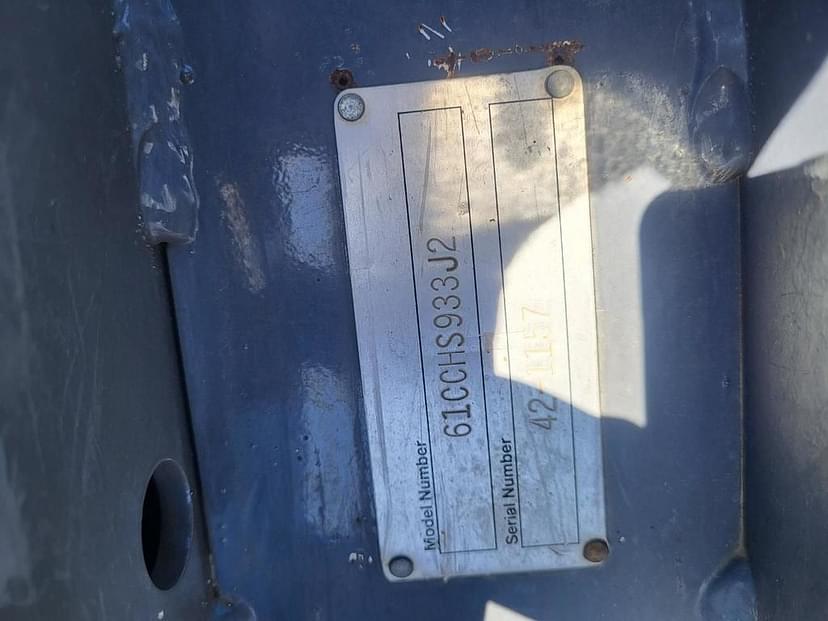 Model Number
61CCHS933J2
Serial Number
42-1157